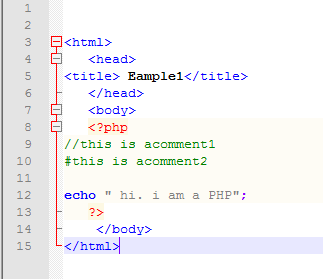 1
2
3 <html>
4 <head>
5 <title> Eample1</title>
6 </head>
7 <body>
8 <?php
9 //this is acomment1
10 #this is acomment2
11
12 echo " hi. i am a PHP";
13 ?>
14 </body>
15 </html>